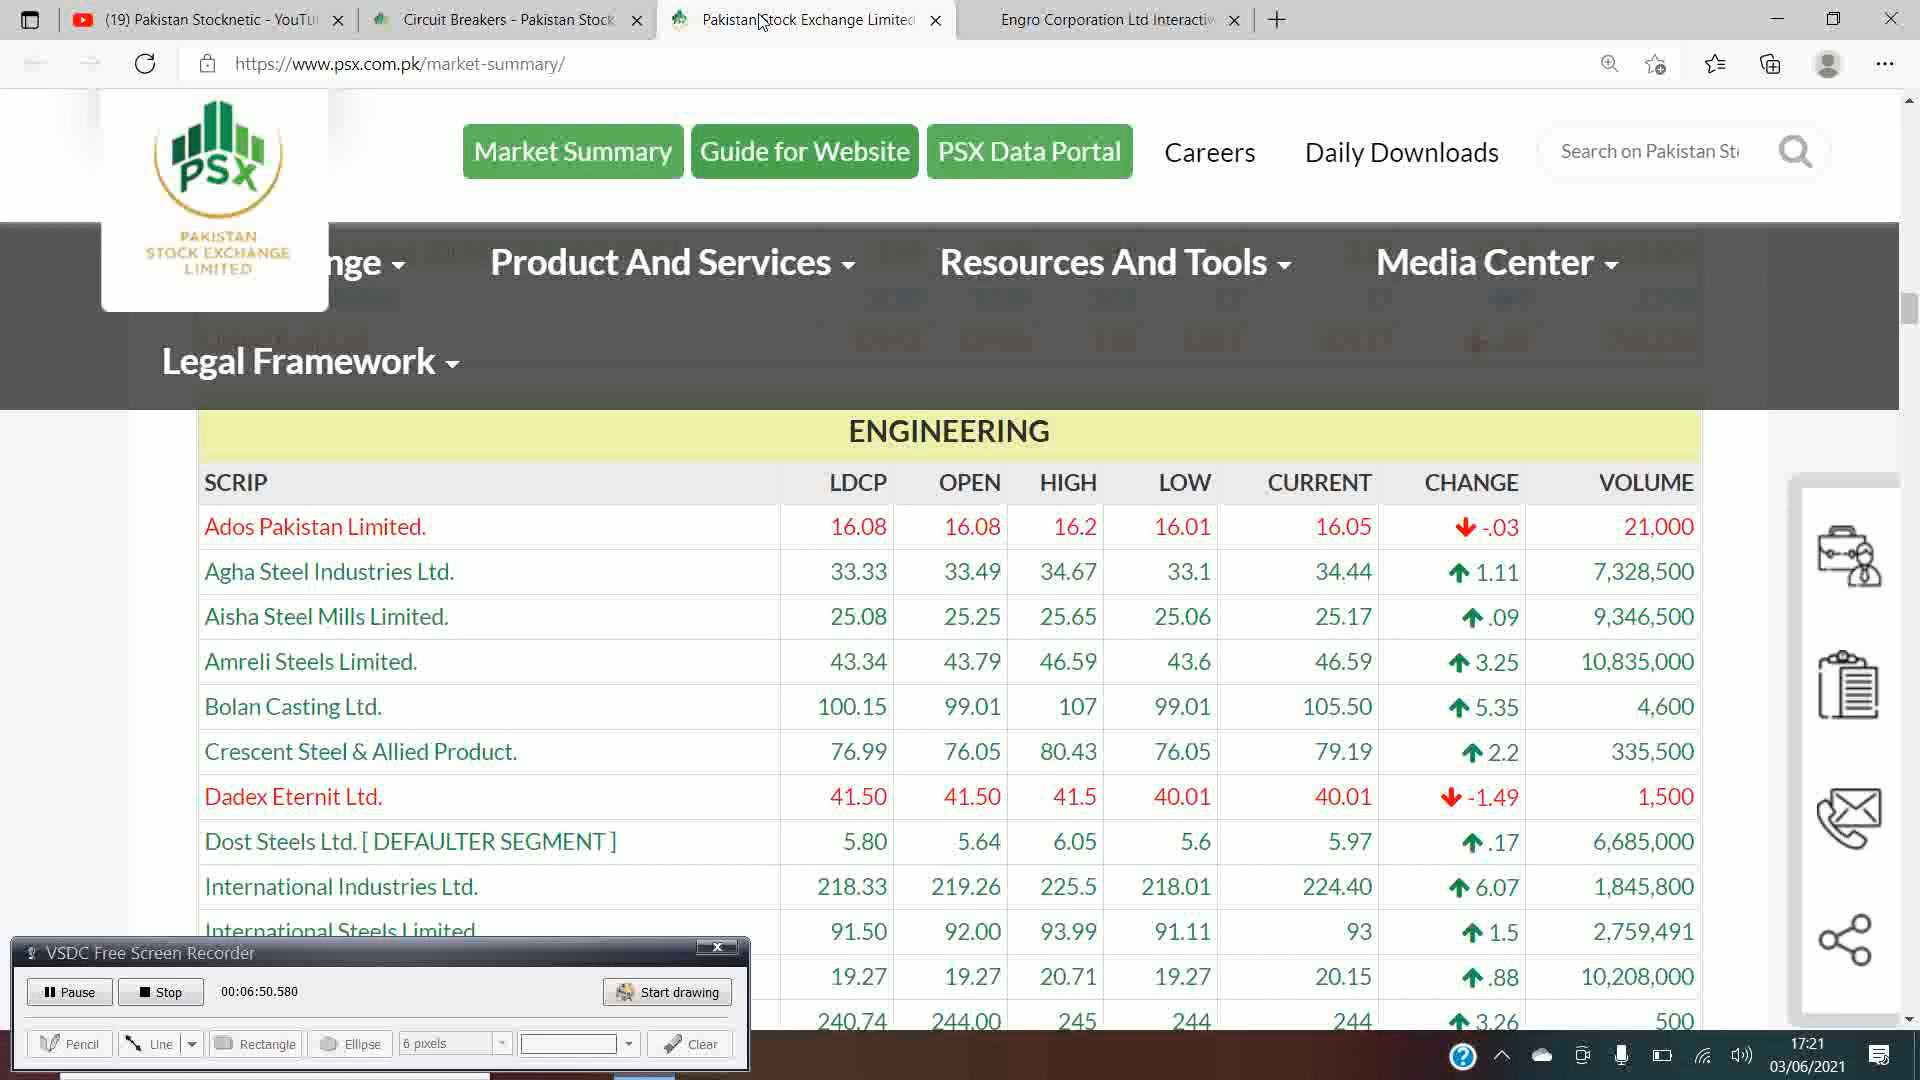 (19) Pakistan Stocknetic - YouTu
Circuit Breakers - Pakistan Stock
Pakistan Stock Exchange Limited
Engro Corporation Ltd Interactiv
https://www.psx.com.pk/market-summary/
PSX
PAKISTAN
STOCK EXCHANGE
LIMITED
Market Summary
Guide for Website
PSX Data Portal
Careers
Daily Downloads
Search on Pakistan St
nge
Product And Services
Resources And Tools
Media Center
Legal Framework
ENGINEERING
SCRIP LDCP OPEN HIGH LOW CURRENT CHANGE VOLUME
Ados Pakistan Limited. 16.08 16.08 16.2 16.01 16.05 -.03 21,000
Agha Steel Industries Ltd. 33.33 33.49 34.67 33.1 34.44 1.11 7,328,500
Aisha Steel Mills Limited. 25.08 25.25 25.65 25.06 25.17 .09 9,346,500
Amreli Steels Limited. 43.34 43.79 46.59 43.6 46.59 3.25 10,835,000
Bolan Casting Ltd. 100.15 99.01 107 99.01 105.50 5.35 4,600
Crescent Steel & Allied Product. 76.99 76.05 80.43 76.05 79.19 2.2 335,500
Dadex Eternit Ltd. 41.50 41.50 41.5 40.01 40.01 -1.49 1,500
Dost Steels Ltd. [ DEFAULTER SEGMENT ] 5.80 5.64 6.05 5.6 5.97 .17 6,685,000
International Industries Ltd. 218.33 219.26 225.5 218.01 224.40 6.07 1,845,800
International Steels Limited 91.50 92.00 93.99 91.11 93 1.5 2,759,491
19.27 19.27 20.71 19.27 20.15 .88 10,208,000
240.74 244.00 245 244 244 3.26 500
VSDC Free Screen Recorder
Pause
Stop
00:06:50.580
Start drawing
Pencil
Line
Rectangle
Ellipse
6 pixels
Clear
17:21
03/06/2021